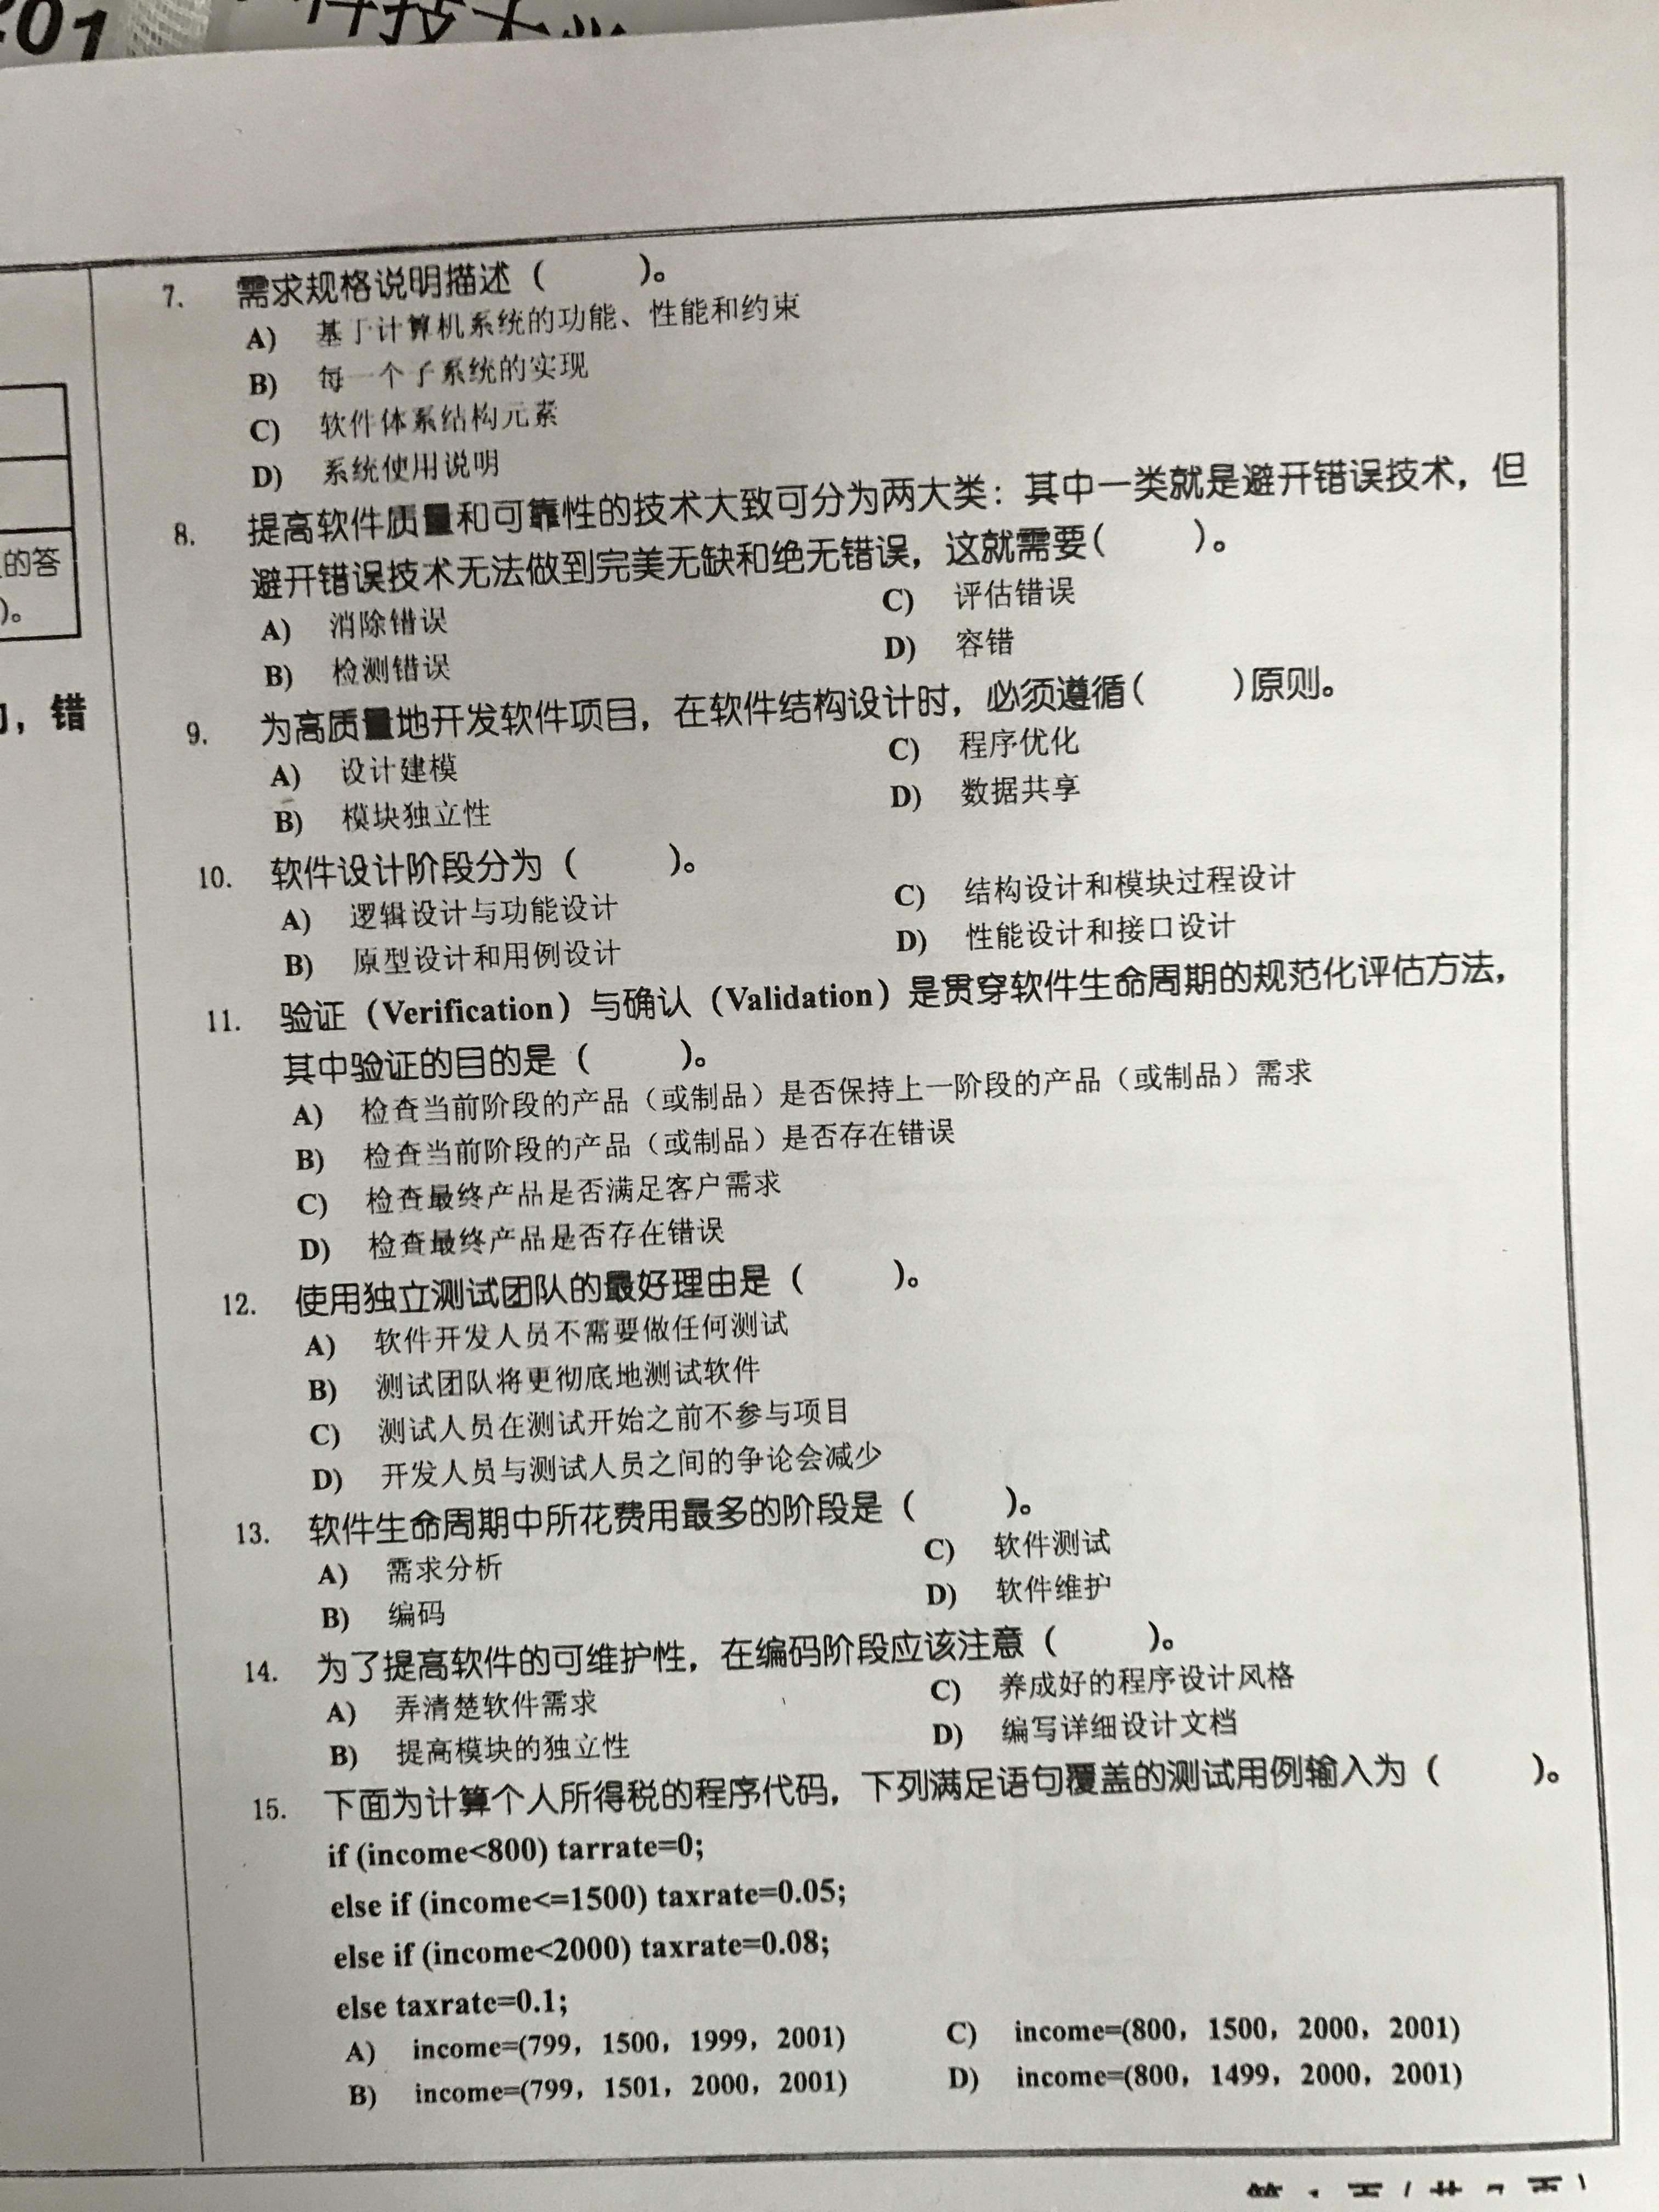 201
的答
)。
，错
7. 需求规格说明描述（ ）。
A) 基于计算机系统的功能、性能和约束
B) 每一个子系统的实现
C) 软件体系结构元素
D) 系统使用说明
8. 提高软件质量和可靠性的技术大致可分为两大类：其中一类就是避开错误技术，但
避开错误技术无法做到完美无缺和绝无错误，这就需要( )。
A) 消除错误 C) 评估错误
B) 检测错误 D) 容错
9. 为高质量地开发软件项目，在软件结构设计时，必须遵循( )原则。
A) 设计建模 C) 程序优化
B) 模块独立性 D) 数据共享
10. 软件设计阶段分为（ ）。
A) 逻辑设计与功能设计 C) 结构设计和模块过程设计
B) 原型设计和用例设计 D) 性能设计和接口设计
11. 验证（Verification）与确认（Validation）是贯穿软件生命周期的规范化评估方法，
其中验证的目的是（ ）。
A) 检查当前阶段的产品（或制品）是否保持上一阶段的产品（或制品）需求
B) 检查当前阶段的产品（或制品）是否存在错误
C) 检查最终产品是否满足客户需求
D) 检查最终产品是否存在错误
12. 使用独立测试团队的最好理由是（ ）。
A) 软件开发人员不需要做任何测试
B) 测试团队将更彻底地测试软件
C) 测试人员在测试开始之前不参与项目
D) 开发人员与测试人员之间的争论会减少
13. 软件生命周期中所花费用最多的阶段是（ ）。
A) 需求分析 C) 软件测试
B) 编码 D) 软件维护
14. 为了提高软件的可维护性，在编码阶段应该注意（ ）。
A) 弄清楚软件需求 C) 养成好的程序设计风格
B) 提高模块的独立性 D) 编写详细设计文档
15. 下面为计算个人所得税的程序代码，下列满足语句覆盖的测试用例输入为（ ）。
if (income<800) tarrate=0;
else if (income<=1500) taxrate=0.05;
else if (income<2000) taxrate=0.08;
else taxrate=0.1;
A) income=(799，1500，1999，2001) C) income=(800，1500，2000，2001)
B) income=(799，1501，2000，2001) D) income=(800，1499，2000，2001)